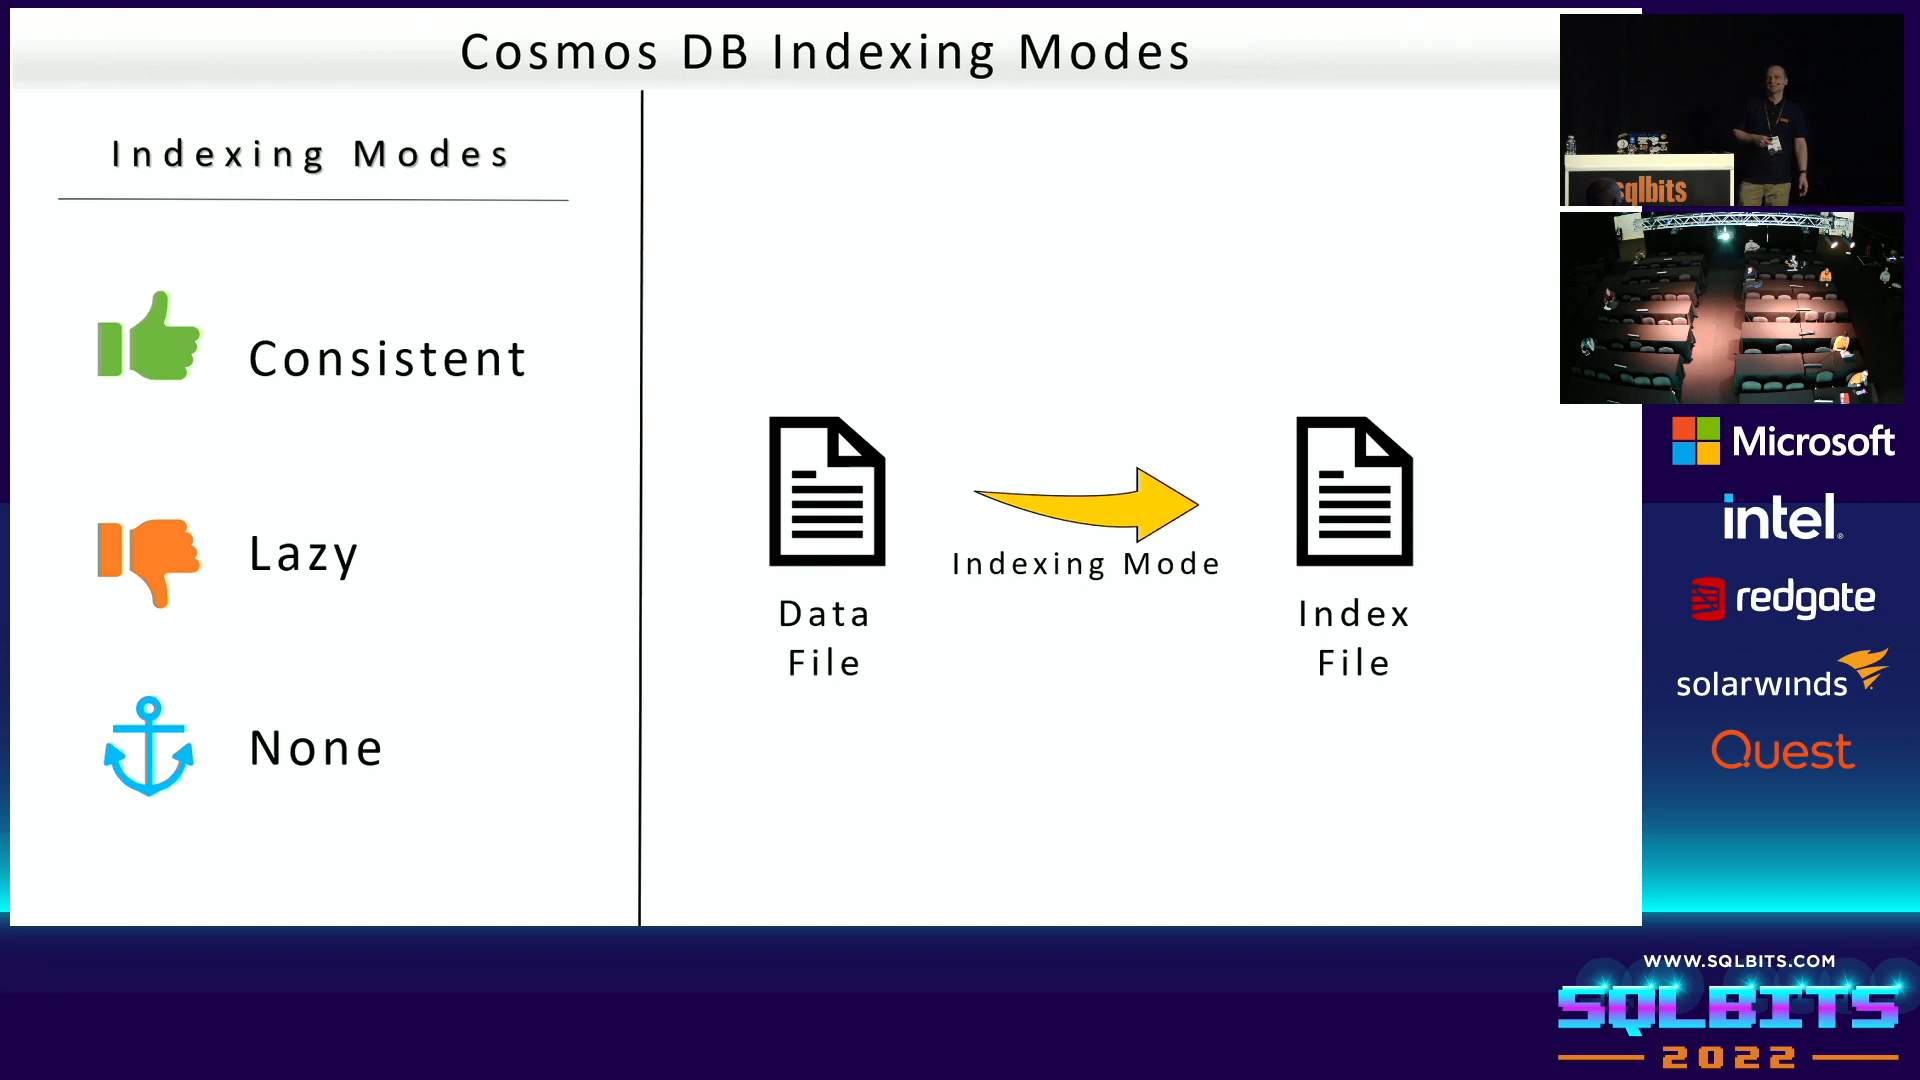 Cosmos DB Indexing Modes
Indexing Modes
Consistent
Lazy
None
Indexing Mode
Data
File
Index
File
sqlbits
Microsoft
intel.
redgate
solarwinds
Quest
WWW.SQLBITS.COM
SQLBITS
2022